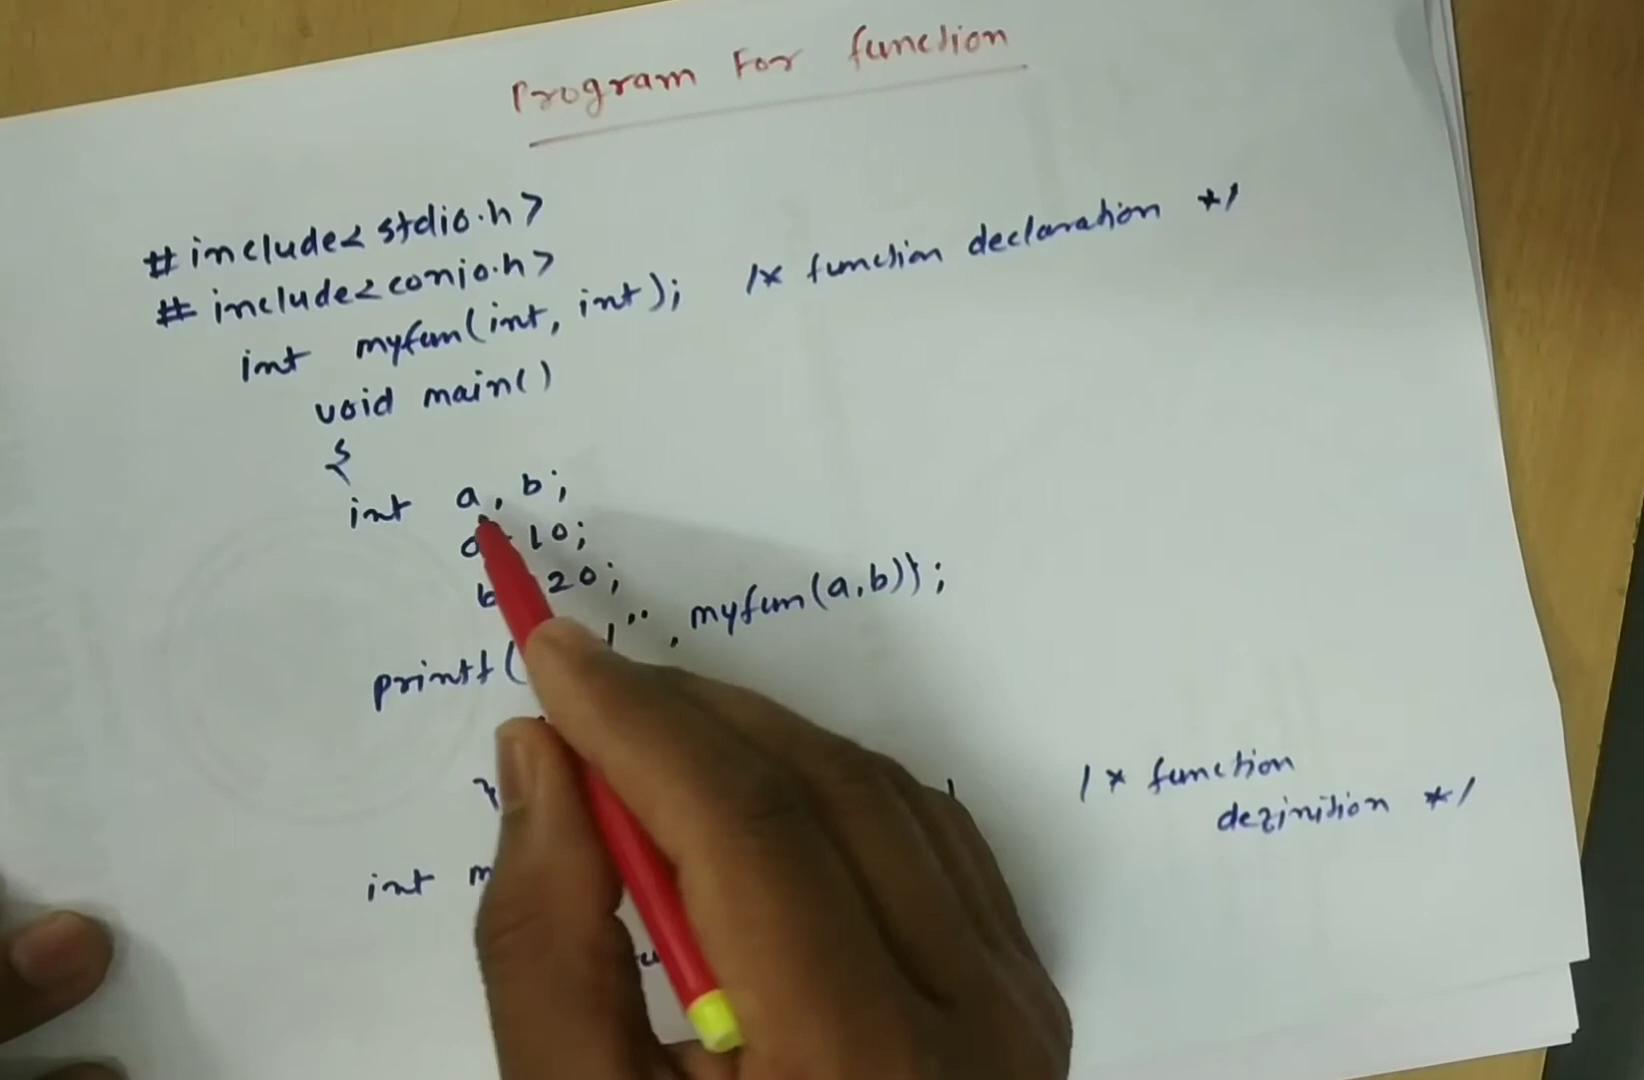 Program For function
#include<stdio.h>
#include<conio.h>
int myfun(int, int); /* function declaration */
void main()
{
int a, b;
10;
b 20;
printf( ", myfun(a,b)};
}
/* function
dezinition */
int m